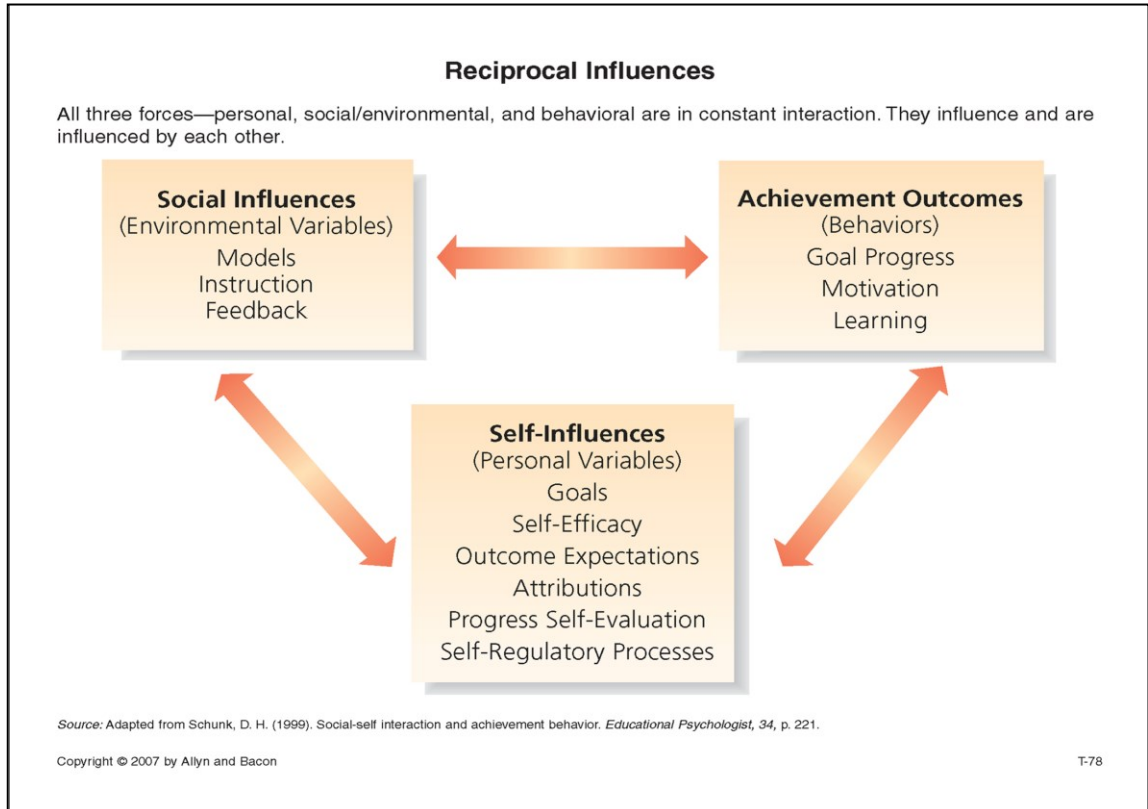 Reciprocal Influences
All three forces—personal, social/environmental, and behavioral are in constant interaction. They influence and are
influenced by each other.
Social Influences
(Environmental Variables)
Models
Instruction
Feedback
Achievement Outcomes
(Behaviors)
Goal Progress
Motivation
Learning
Self-Influences
(Personal Variables)
Goals
Self-Efficacy
Outcome Expectations
Attributions
Progress Self-Evaluation
Self-Regulatory Processes
Source: Adapted from Schunk, D. H. (1999). Social-self interaction and achievement behavior. Educational Psychologist, 34, p. 221.
Copyright © 2007 by Allyn and Bacon
T-78